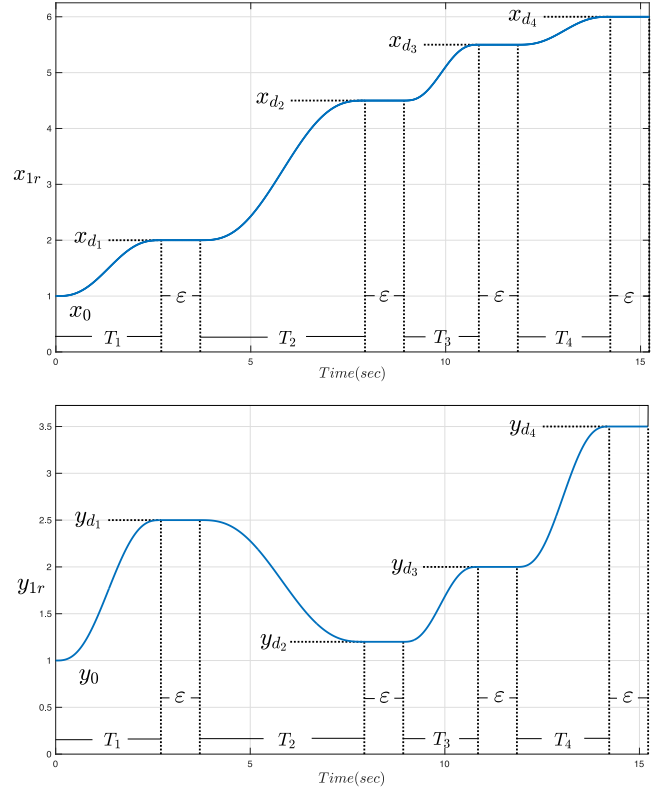 6
x_{d_4}
x_{d_3}
5
x_{d_2}
4
x_{1r}
3
x_{d_1}
2
ε ε ε ε
1
x_0
T_1 T_2 T_3 T_4
0
0 5 10 15
Time(sec)
3.5
y_{d_4}
3
2.5
y_{d_1}
2
y_{d_3}
y_{1r}
1.5
y_{d_2}
1
y_0
ε ε ε ε
0.5
T_1 T_2 T_3 T_4
0
0 5 10 15
Time(sec)